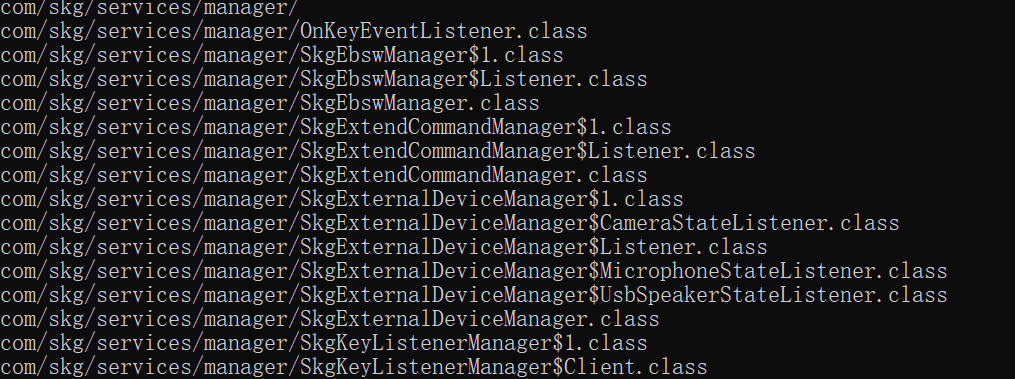 com/skg/services/manager/
com/skg/services/manager/OnKeyEventListener.class
com/skg/services/manager/SkgEbswManager$1.class
com/skg/services/manager/SkgEbswManager$Listener.class
com/skg/services/manager/SkgEbswManager.class
com/skg/services/manager/SkgExtendCommandManager$1.class
com/skg/services/manager/SkgExtendCommandManager$Listener.class
com/skg/services/manager/SkgExtendCommandManager.class
com/skg/services/manager/SkgExternalDeviceManager$1.class
com/skg/services/manager/SkgExternalDeviceManager$CameraStateListener.class
com/skg/services/manager/SkgExternalDeviceManager$Listener.class
com/skg/services/manager/SkgExternalDeviceManager$MicrophoneStateListener.class
com/skg/services/manager/SkgExternalDeviceManager$UsbSpeakerStateListener.class
com/skg/services/manager/SkgExternalDeviceManager.class
com/skg/services/manager/SkgKeyListenerManager$1.class
com/skg/services/manager/SkgKeyListenerManager$Client.class